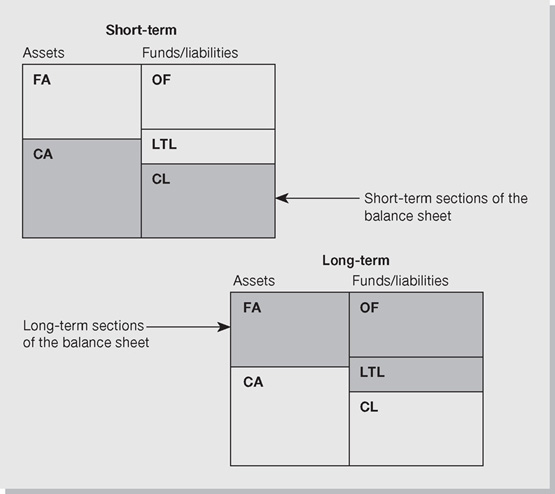 Short-term
Assets
Funds/liabilities
FA
OF
LTL
CA
CL
Short-term sections of the
balance sheet
Long-term
Assets
Funds/liabilities
FA
OF
Long-term sections
of the balance sheet
LTL
CA
CL